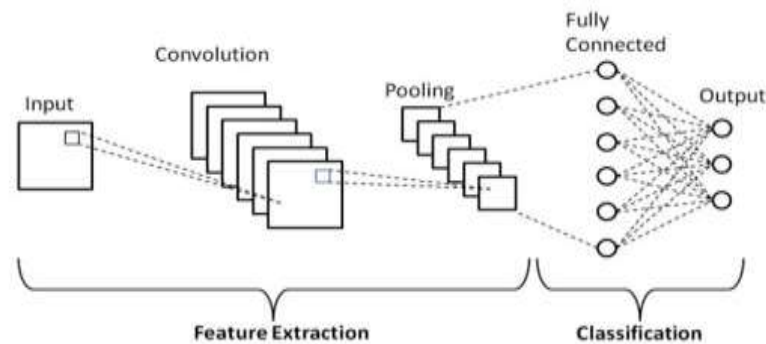 Fully
Connected
Convolution
Pooling
Input
Output
Feature Extraction
Classification